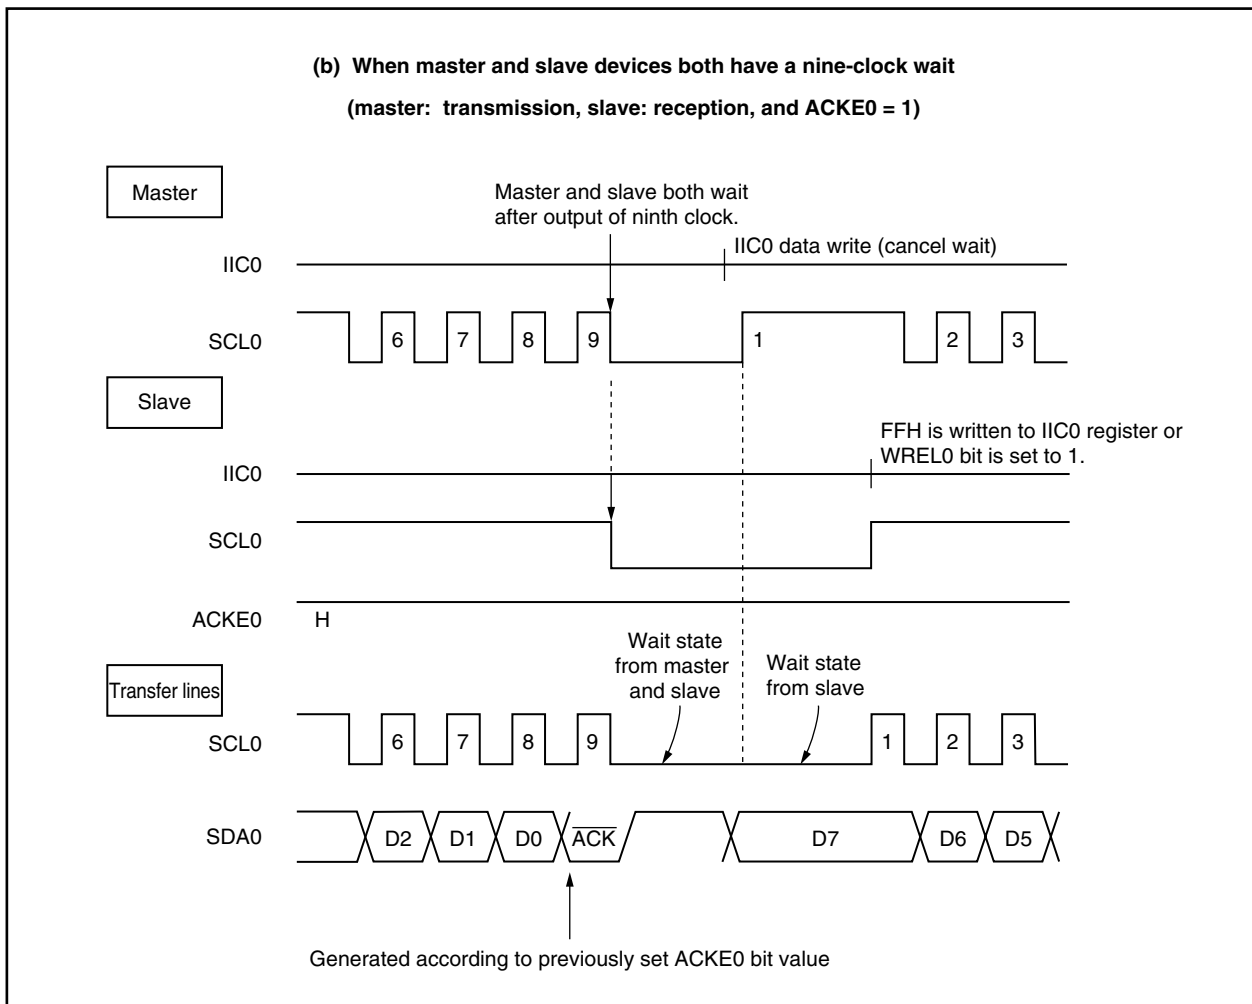 (b) When master and slave devices both have a nine-clock wait
(master: transmission, slave: reception, and ACKE0 = 1)
Master
Master and slave both wait
after output of ninth clock.
IIC0 data write (cancel wait)
IIC0
SCL0
6 7 8 9 1 2 3
Slave
FFH is written to IIC0 register or
WREL0 bit is set to 1.
IIC0
SCL0
ACKE0 H
Wait state
from master
and slave
Wait state
from slave
Transfer lines
SCL0
6 7 8 9 1 2 3
SDA0
D2 D1 D0 A̅C̅K̅ D7 D6 D5
Generated according to previously set ACKE0 bit value